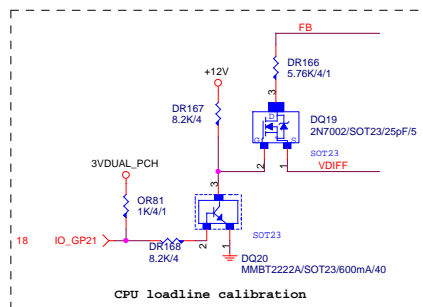 FB
DR166
5.76K/4/1
+12V
3
D
DQ19
2N7002/SOT23/25pF/5
DR167
8.2K/4
G
S
SOT23
2
1
VDIFF
3VDUAL_PCH
3
OR81
1K/4/1
18
IO_GP21
DR168
8.2K/4
2
1
SOT23
DQ20
MMBT2222A/SOT23/600mA/40
CPU loadline calibration